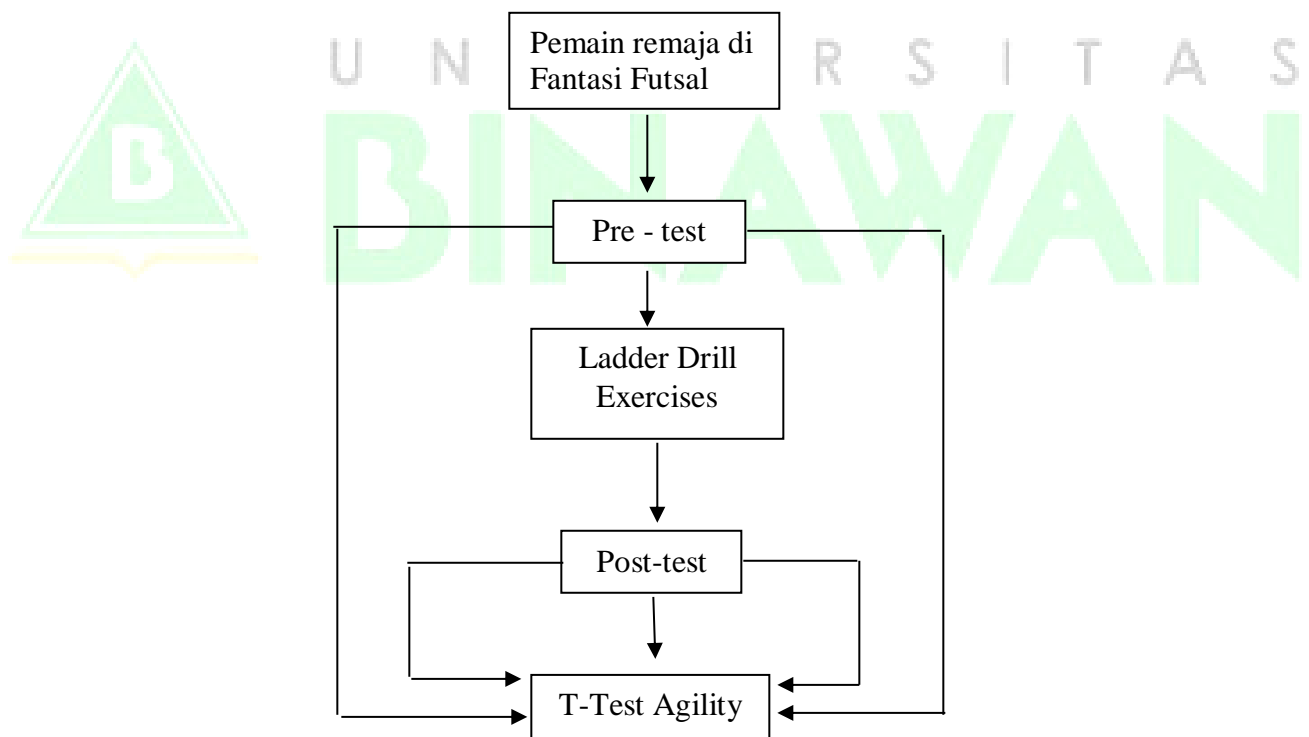 UNIVERSITAS
BINAWAN
Pemain remaja di
Fantasi Futsal
Pre - test
Ladder Drill
Exercises
Post-test
T-Test Agility